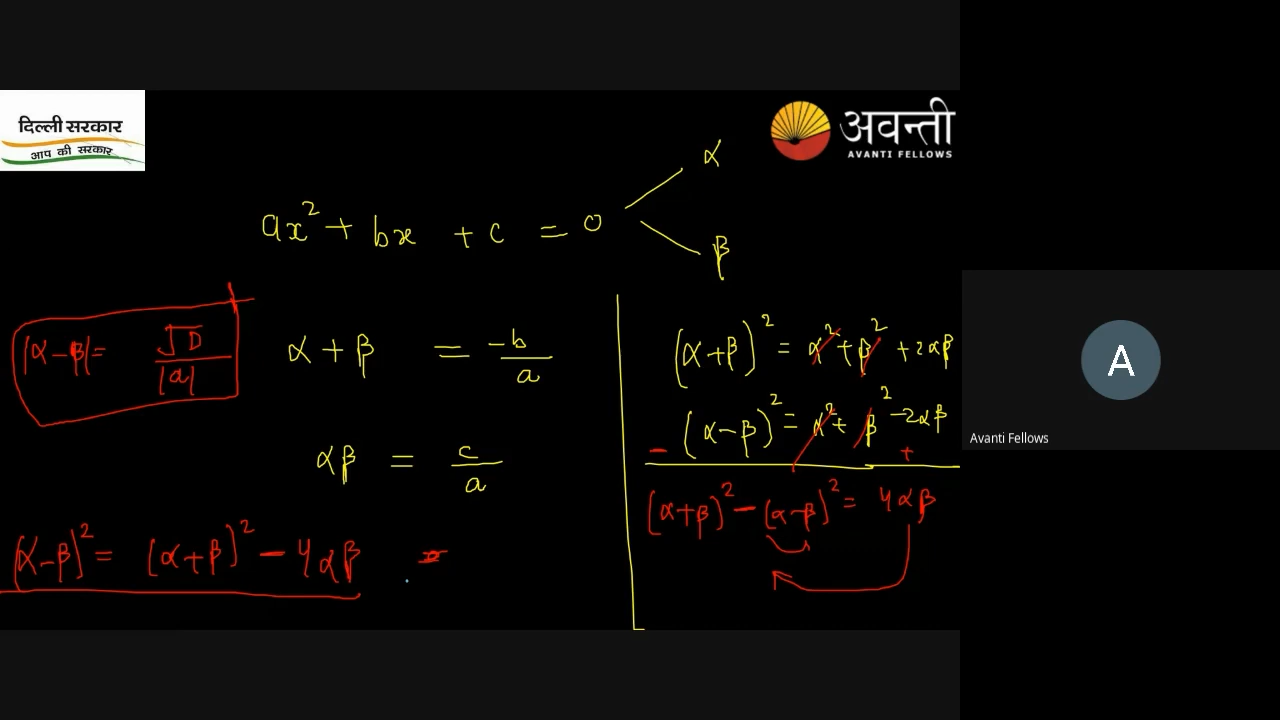 दिल्ली सरकार
आप की सरकार
अवन्ती
AVANTI FELLOWS
α
ax² + bx + c = 0
β
|α-β| = √D / |a|
α + β = -b / a
(α+β)² = α² + β² + 2αβ
(α-β)² = α² + β² - 2αβ
- +
αβ = c / a
(α+β)² - (α-β)² = 4αβ
(α-β)² = (α+β)² - 4αβ =
A
Avanti Fellows